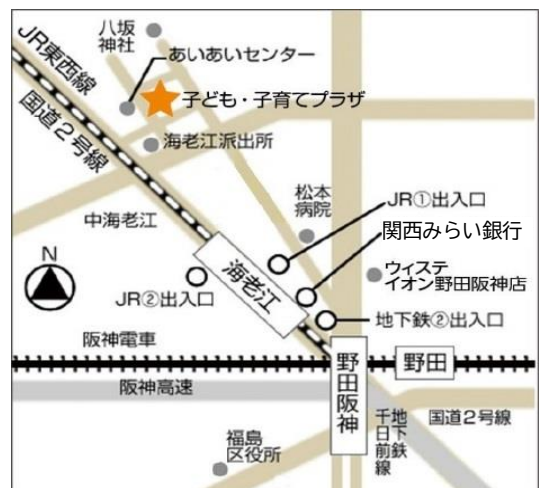 八坂
神社
あいあいセンター
JR東西線
国道2号線
子ども・子育てプラザ
海老江派出所
松本
病院
JR①出入口
関西みらい銀行
中海老江
N
海老江
ウィステ
イオン野田阪神店
JR②出入口
地下鉄②出入口
阪神電車
野田阪神
野田
阪神高速
国道2号線
地下鉄
千日前線
福島
区役所